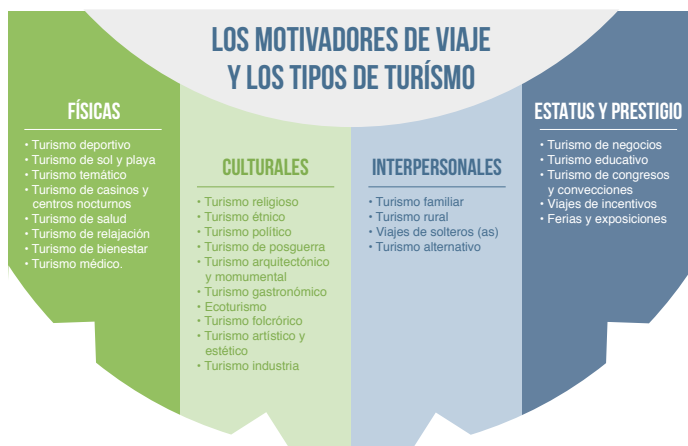 LOS MOTIVADORES DE VIAJE
Y LOS TIPOS DE TURÍSMO
FÍSICAS
• Turismo deportivo
• Turismo de sol y playa
• Turismo temático
• Turismo de casinos y
centros nocturnos
• Turismo de salud
• Turismo de relajación
• Turismo de bienestar
• Turismo médico.
CULTURALES
• Turismo religioso
• Turismo étnico
• Turismo político
• Turismo de posguerra
• Turismo arquitectónico
y momumental
• Turismo gastronómico
• Ecoturismo
• Turismo folcrórico
• Turismo artístico y
estético
• Turismo industria
INTERPERSONALES
• Turismo familiar
• Turismo rural
• Viajes de solteros (as)
• Turismo alternativo
ESTATUS Y PRESTIGIO
• Turismo de negocios
• Turismo educativo
• Turismo de congresos
y convecciones
• Viajes de incentivos
• Ferias y exposiciones